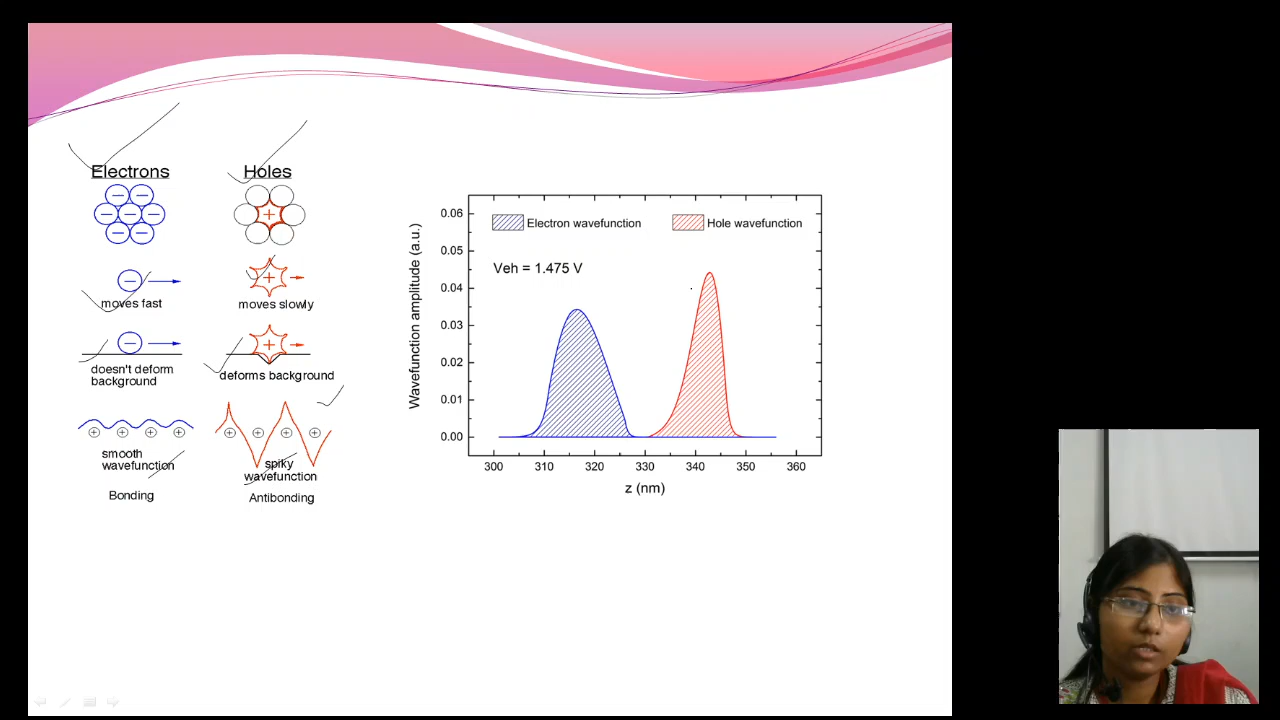 Electrons
Holes
moves fast
moves slowly
doesn't deform
background
deforms background
smooth
wavefunction
spiky
wavefunction
Bonding
Antibonding
Wavefunction amplitude (a.u.)
0.06
0.05
0.04
0.03
0.02
0.01
0.00
Electron wavefunction
Hole wavefunction
Veh = 1.475 V
300 310 320 330 340 350 360
z (nm)